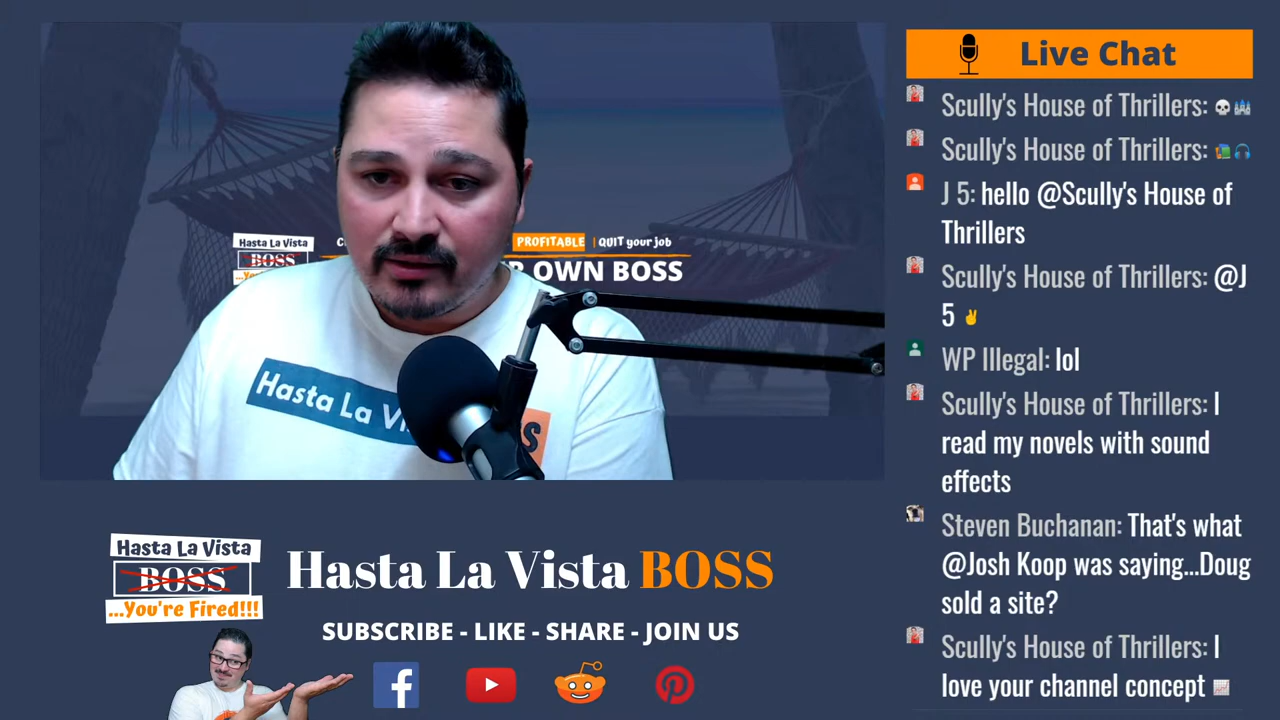 Hasta La Vista
BOSS
PROFITABLE | QUIT your job
OWN BOSS
Hasta La
Hasta La Vista
BOSS
...You're Fired!!!
Hasta La Vista BOSS
SUBSCRIBE - LIKE - SHARE - JOIN US
Live Chat
Scully's House of Thrillers: 💀🏰
Scully's House of Thrillers: 📚🎧
J 5: hello @Scully's House of
Thrillers
Scully's House of Thrillers: @J
5 ✌
WP Illegal: lol
Scully's House of Thrillers: I
read my novels with sound
effects
Steven Buchanan: That's what
@Josh Koop was saying...Doug
sold a site?
Scully's House of Thrillers: I
love your channel concept 📈